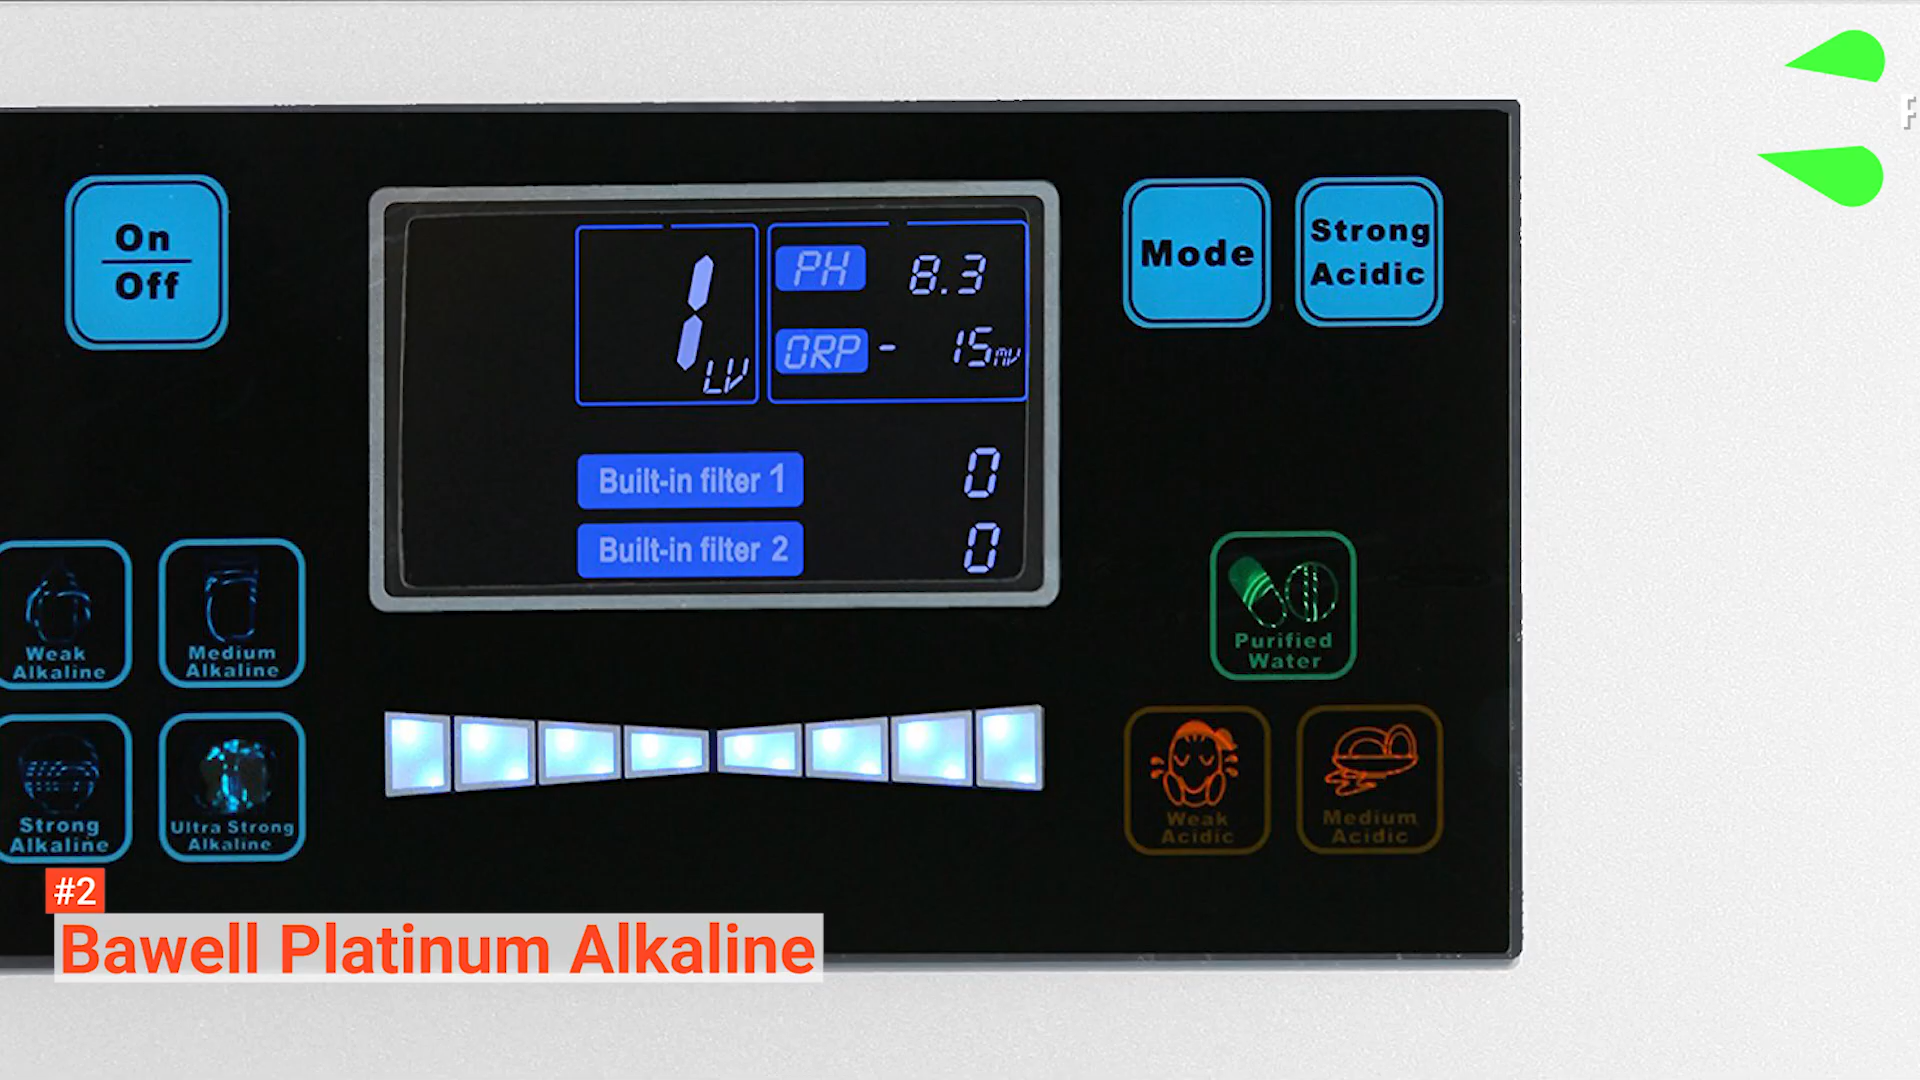 On
Off
1 LV
PH 8.3
ORP - 15mv
Mode
Strong
Acidic
Built-in filter 1 0
Built-in filter 2 0
Weak
Alkaline
Medium
Alkaline
Purified
Water
Strong
Alkaline
Ultra Strong
Alkaline
Weak
Acidic
Medium
Acidic
#2
Bawell Platinum Alkaline